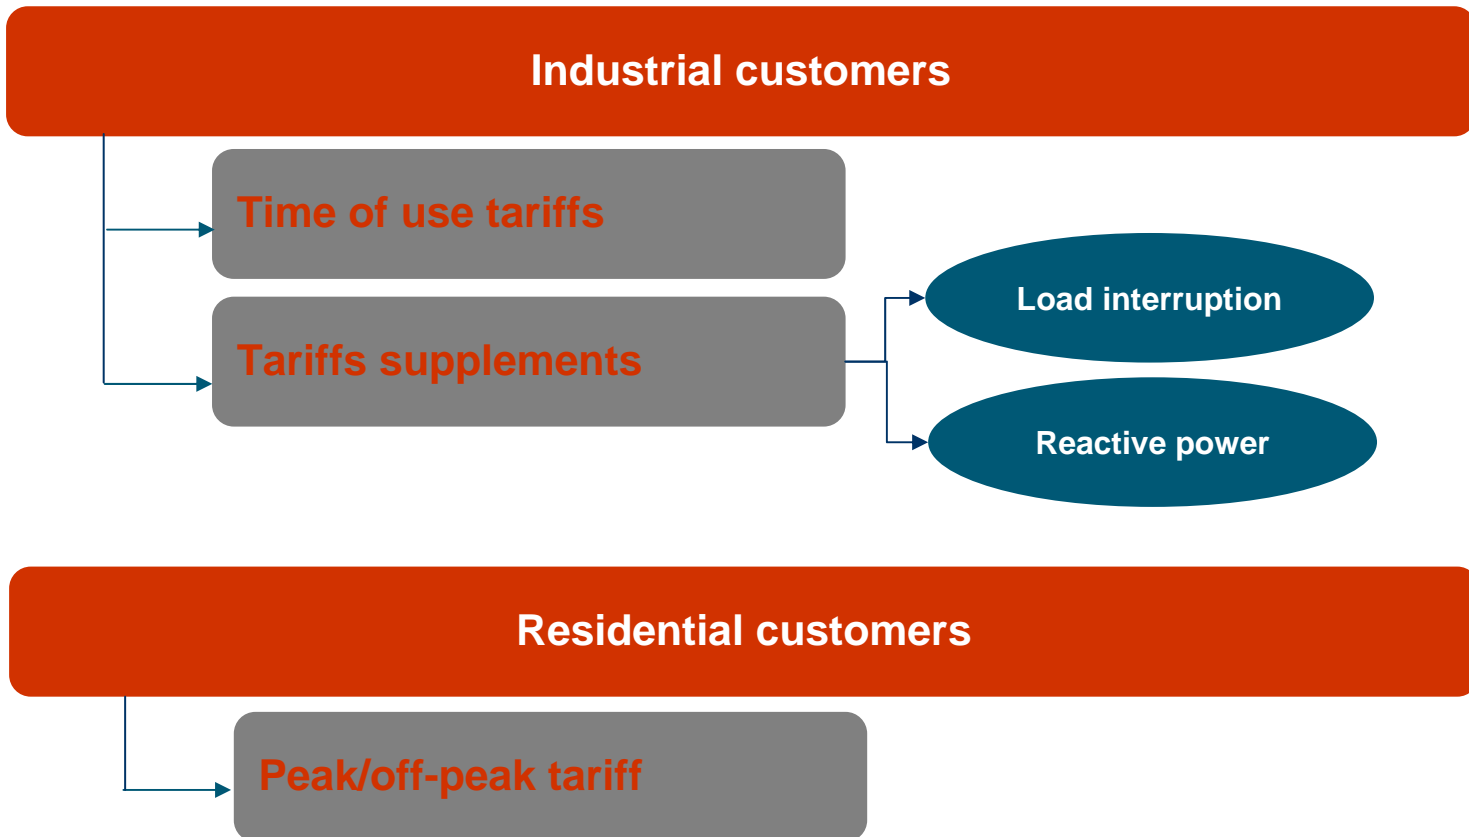 Industrial customers
Time of use tariffs
Tariffs supplements
Load interruption
Reactive power
Residential customers
Peak/off-peak tariff